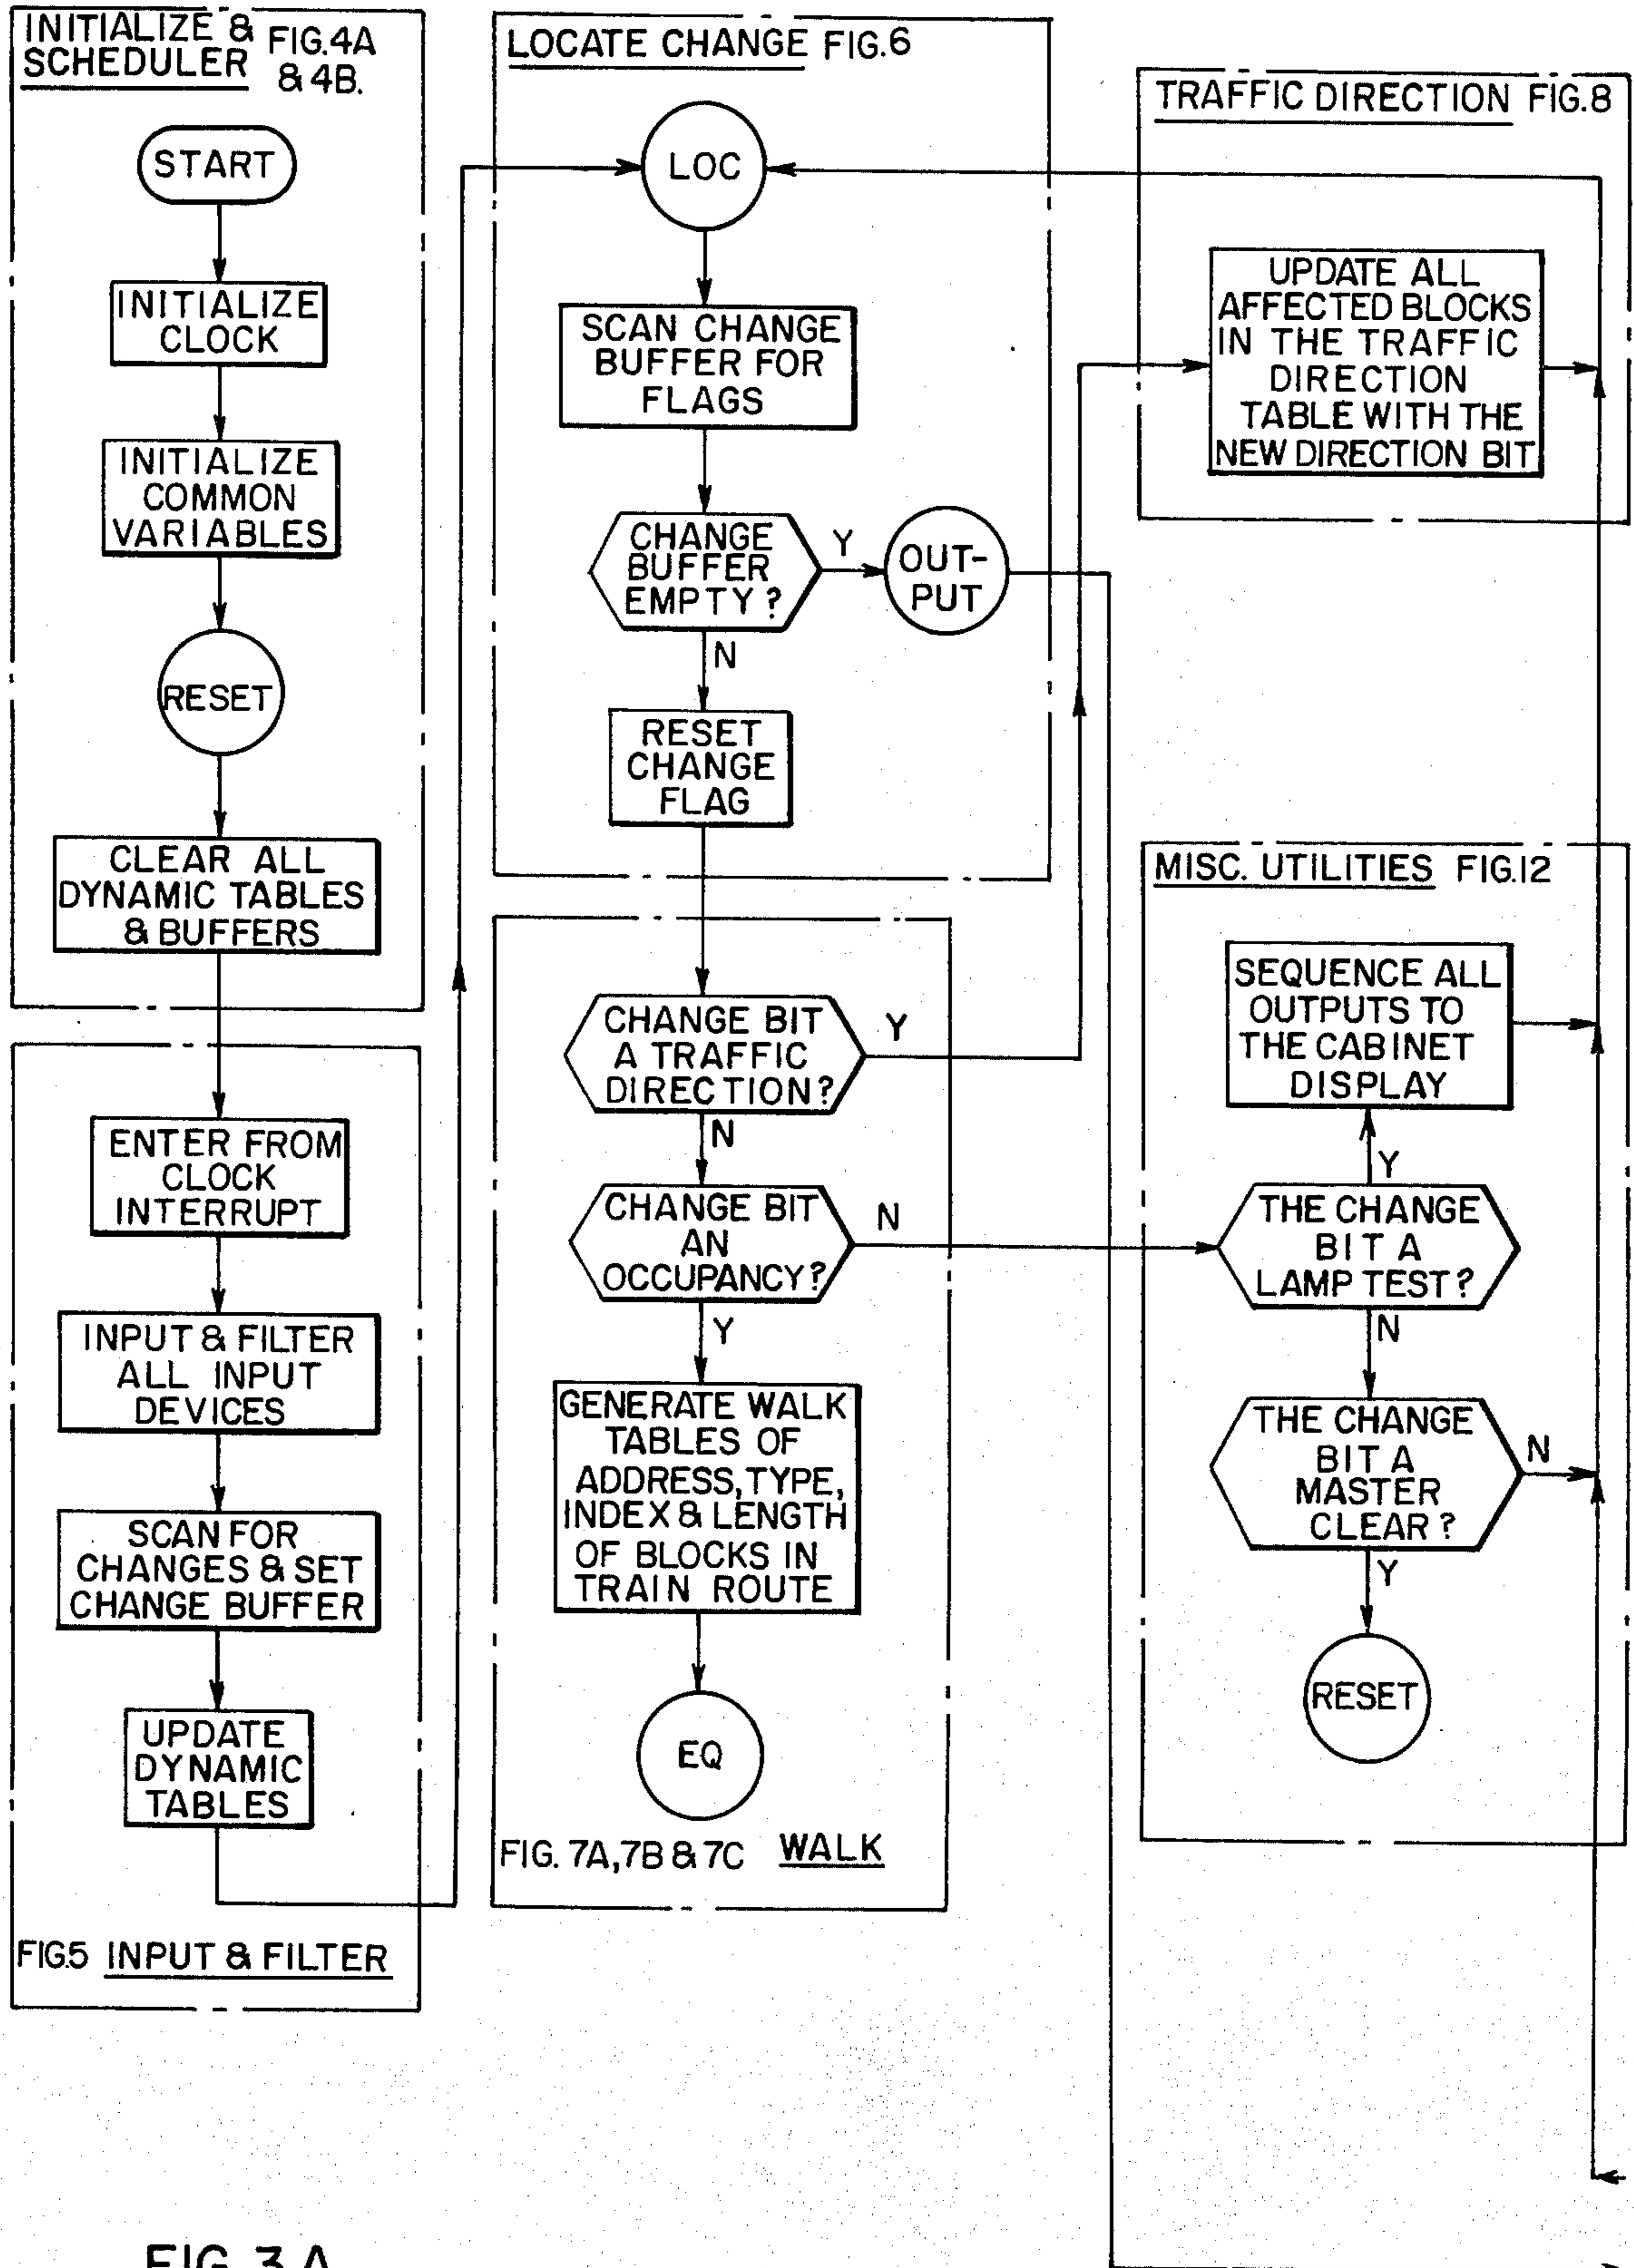 INITIALIZE &
SCHEDULER
FIG.4A
& 4B.
START
INITIALIZE
CLOCK
INITIALIZE
COMMON
VARIABLES
RESET
CLEAR ALL
DYNAMIC TABLES
& BUFFERS
ENTER FROM
CLOCK
INTERRUPT
INPUT & FILTER
ALL INPUT
DEVICES
SCAN FOR
CHANGES & SET
CHANGE BUFFER
UPDATE
DYNAMIC
TABLES
FIG.5 INPUT & FILTER
LOCATE CHANGE FIG.6
LOC
SCAN CHANGE
BUFFER FOR
FLAGS
CHANGE
BUFFER
EMPTY?
Y
OUT-
PUT
N
RESET
CHANGE
FLAG
CHANGE BIT
A TRAFFIC
DIRECTION?
Y
N
CHANGE BIT
AN
OCCUPANCY?
N
Y
GENERATE WALK
TABLES OF
ADDRESS, TYPE,
INDEX & LENGTH
OF BLOCKS IN
TRAIN ROUTE
EQ
FIG. 7A, 7B & 7C WALK
TRAFFIC DIRECTION FIG.8
UPDATE ALL
AFFECTED BLOCKS
IN THE TRAFFIC
DIRECTION
TABLE WITH THE
NEW DIRECTION BIT
MISC. UTILITIES FIG.12
SEQUENCE ALL
OUTPUTS TO
THE CABINET
DISPLAY
Y
THE CHANGE
BIT A
LAMP TEST?
N
THE CHANGE
BIT A
MASTER
CLEAR?
N
Y
RESET
FIG. 3A